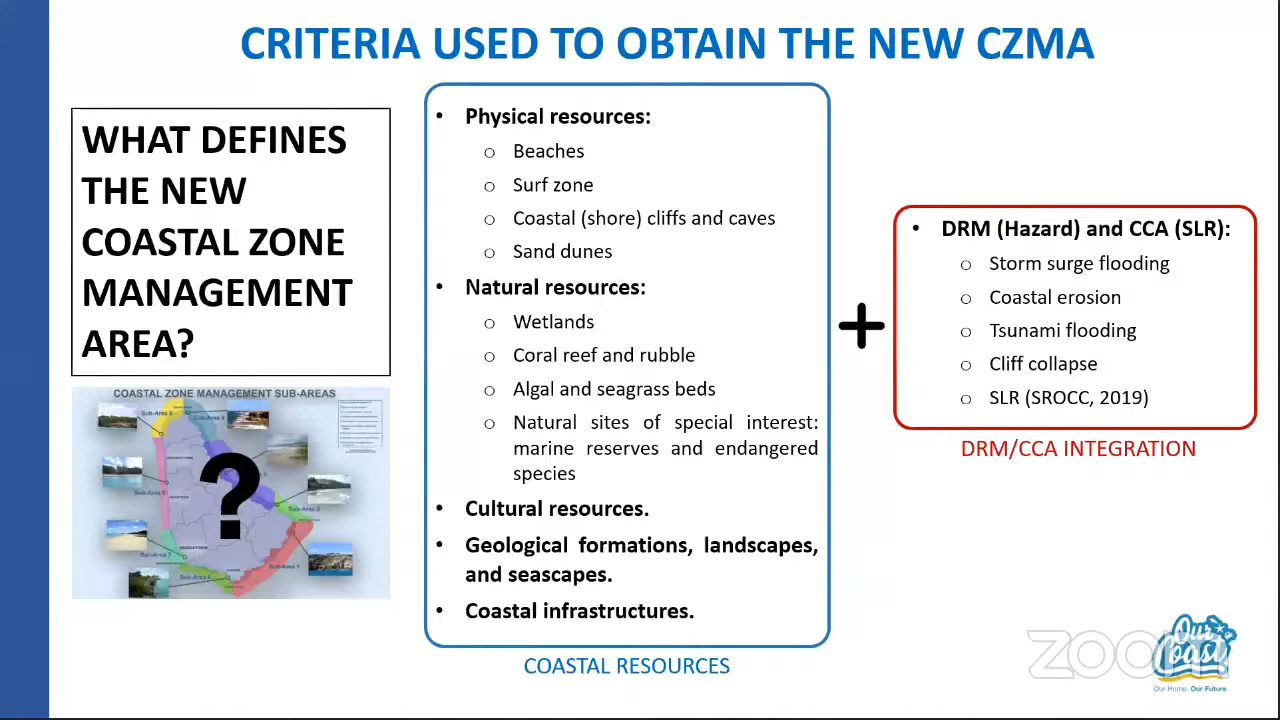 CRITERIA USED TO OBTAIN THE NEW CZMA
WHAT DEFINES
THE NEW
COASTAL ZONE
MANAGEMENT
AREA?
COASTAL ZONE MANAGEMENT SUB-AREAS
?
• Physical resources:
o Beaches
o Surf zone
o Coastal (shore) cliffs and caves
o Sand dunes
• Natural resources:
o Wetlands
o Coral reef and rubble
o Algal and seagrass beds
o Natural sites of special interest:
marine reserves and endangered
species
• Cultural resources.
• Geological formations, landscapes,
and seascapes.
• Coastal infrastructures.
COASTAL RESOURCES
+
• DRM (Hazard) and CCA (SLR):
o Storm surge flooding
o Coastal erosion
o Tsunami flooding
o Cliff collapse
o SLR (SROCC, 2019)
DRM/CCA INTEGRATION
zoom
Our
Coast
Our Home. Our Future